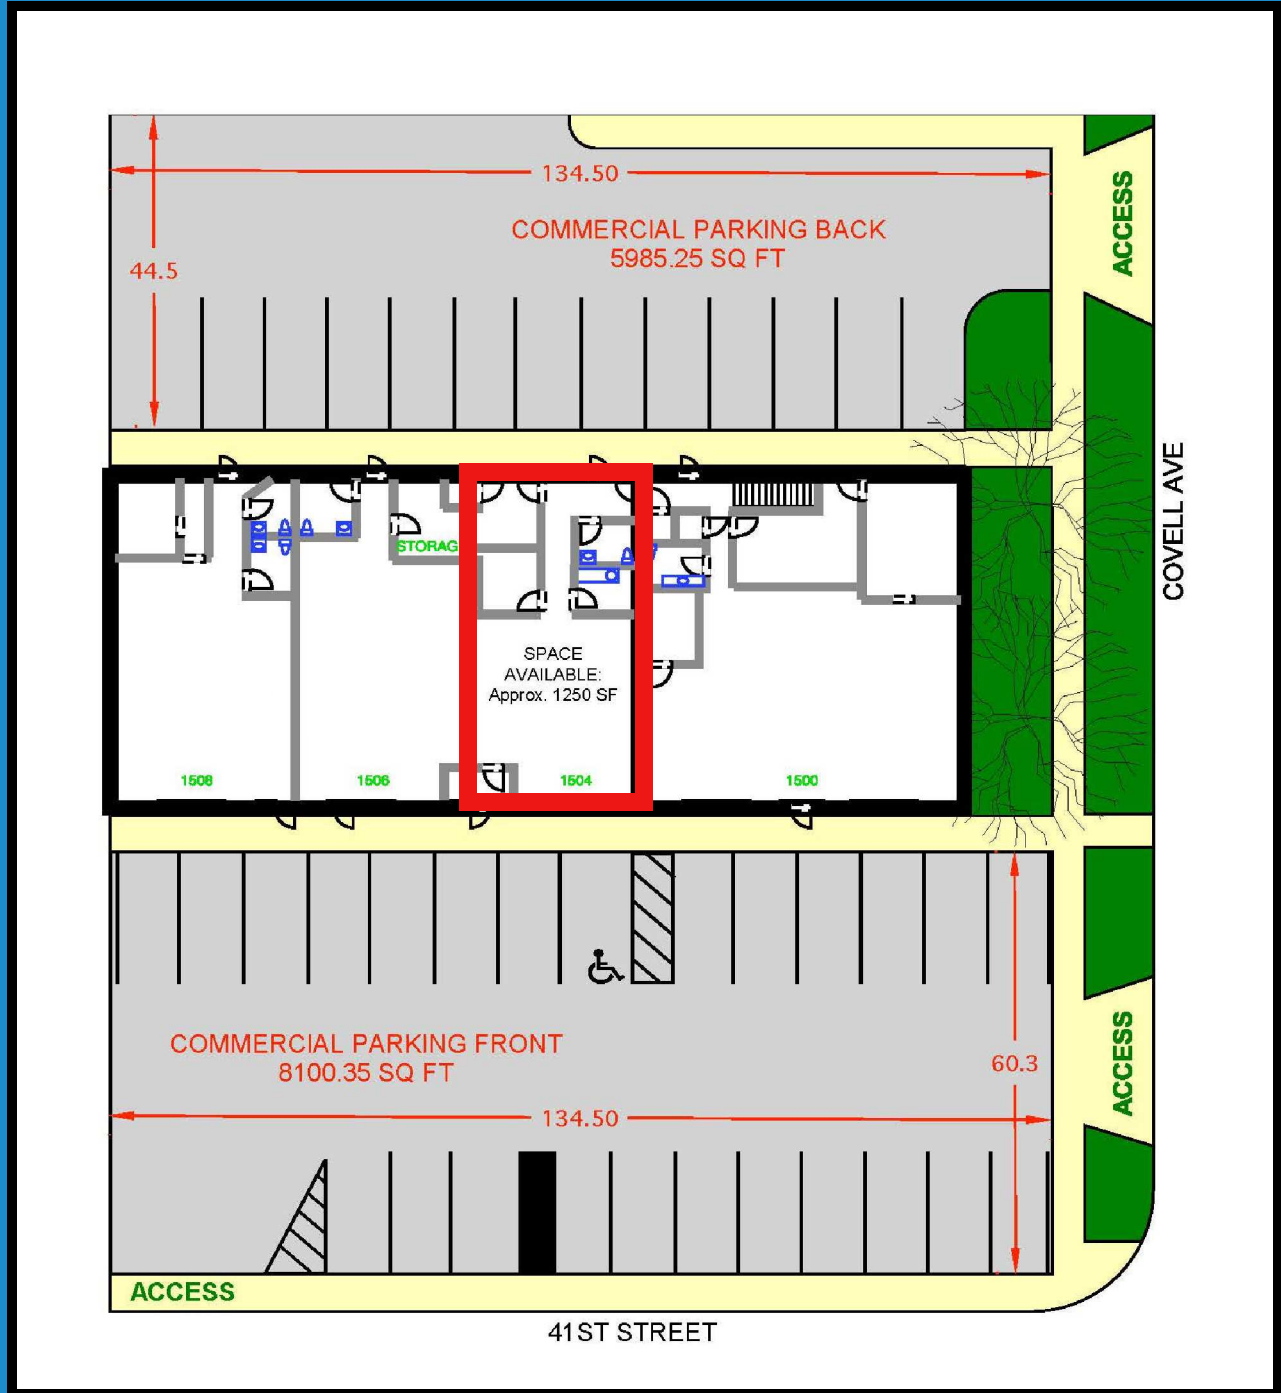 134.50
COMMERCIAL PARKING BACK
5985.25 SQ FT
44.5
ACCESS
COVELL AVE
STORAG
SPACE
AVAILABLE:
Approx. 1250 SF
1508
1506
1504
1500
COMMERCIAL PARKING FRONT
8100.35 SQ FT
60.3
ACCESS
134.50
ACCESS
41ST STREET